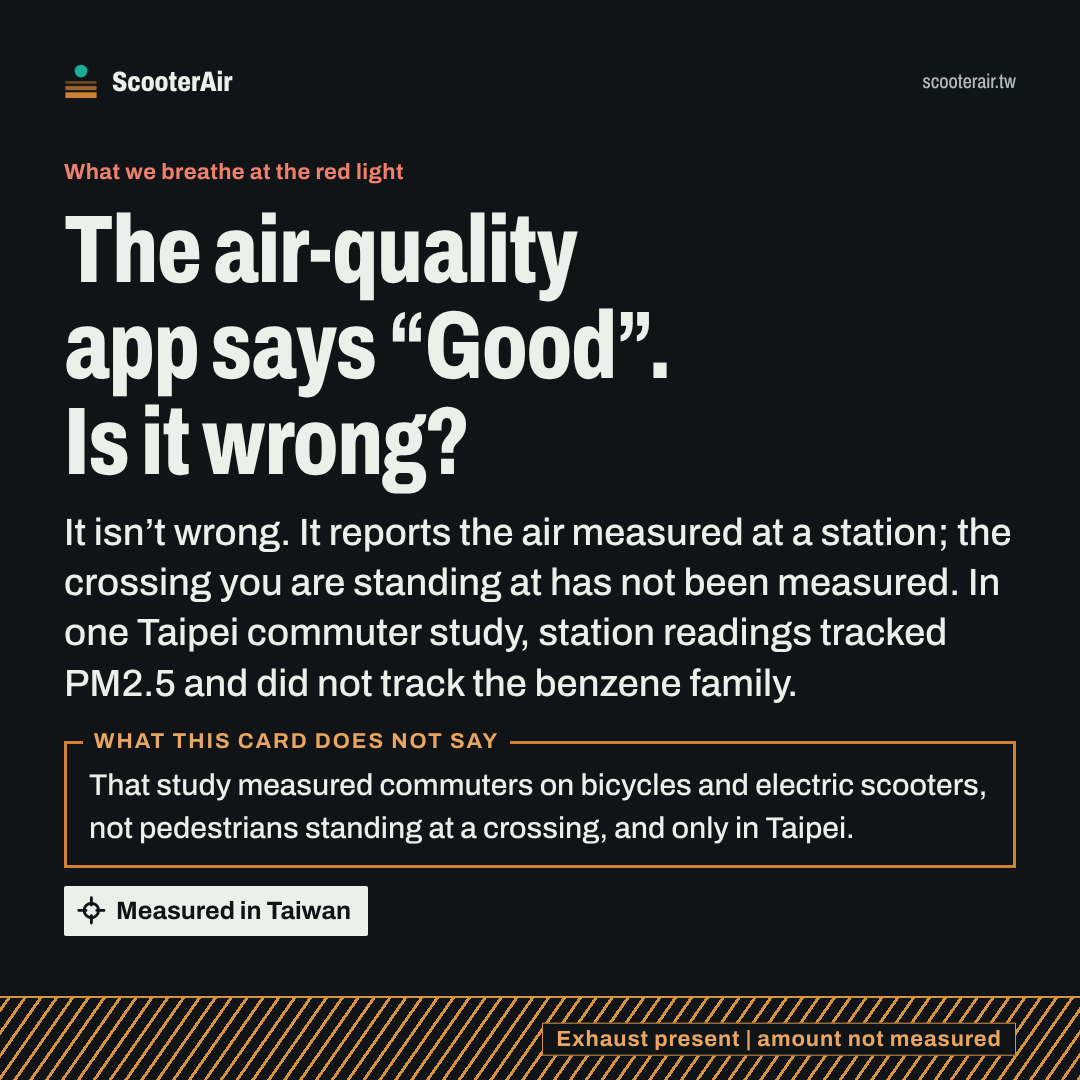 ScooterAir
scooterair.tw
What we breathe at the red light
The air-quality
app says “Good”.
Is it wrong?
It isn’t wrong. It reports the air measured at a station; the
crossing you are standing at has not been measured. In
one Taipei commuter study, station readings tracked
PM2.5 and did not track the benzene family.
WHAT THIS CARD DOES NOT SAY
That study measured commuters on bicycles and electric scooters,
not pedestrians standing at a crossing, and only in Taipei.
Measured in Taiwan
Exhaust present | amount not measured